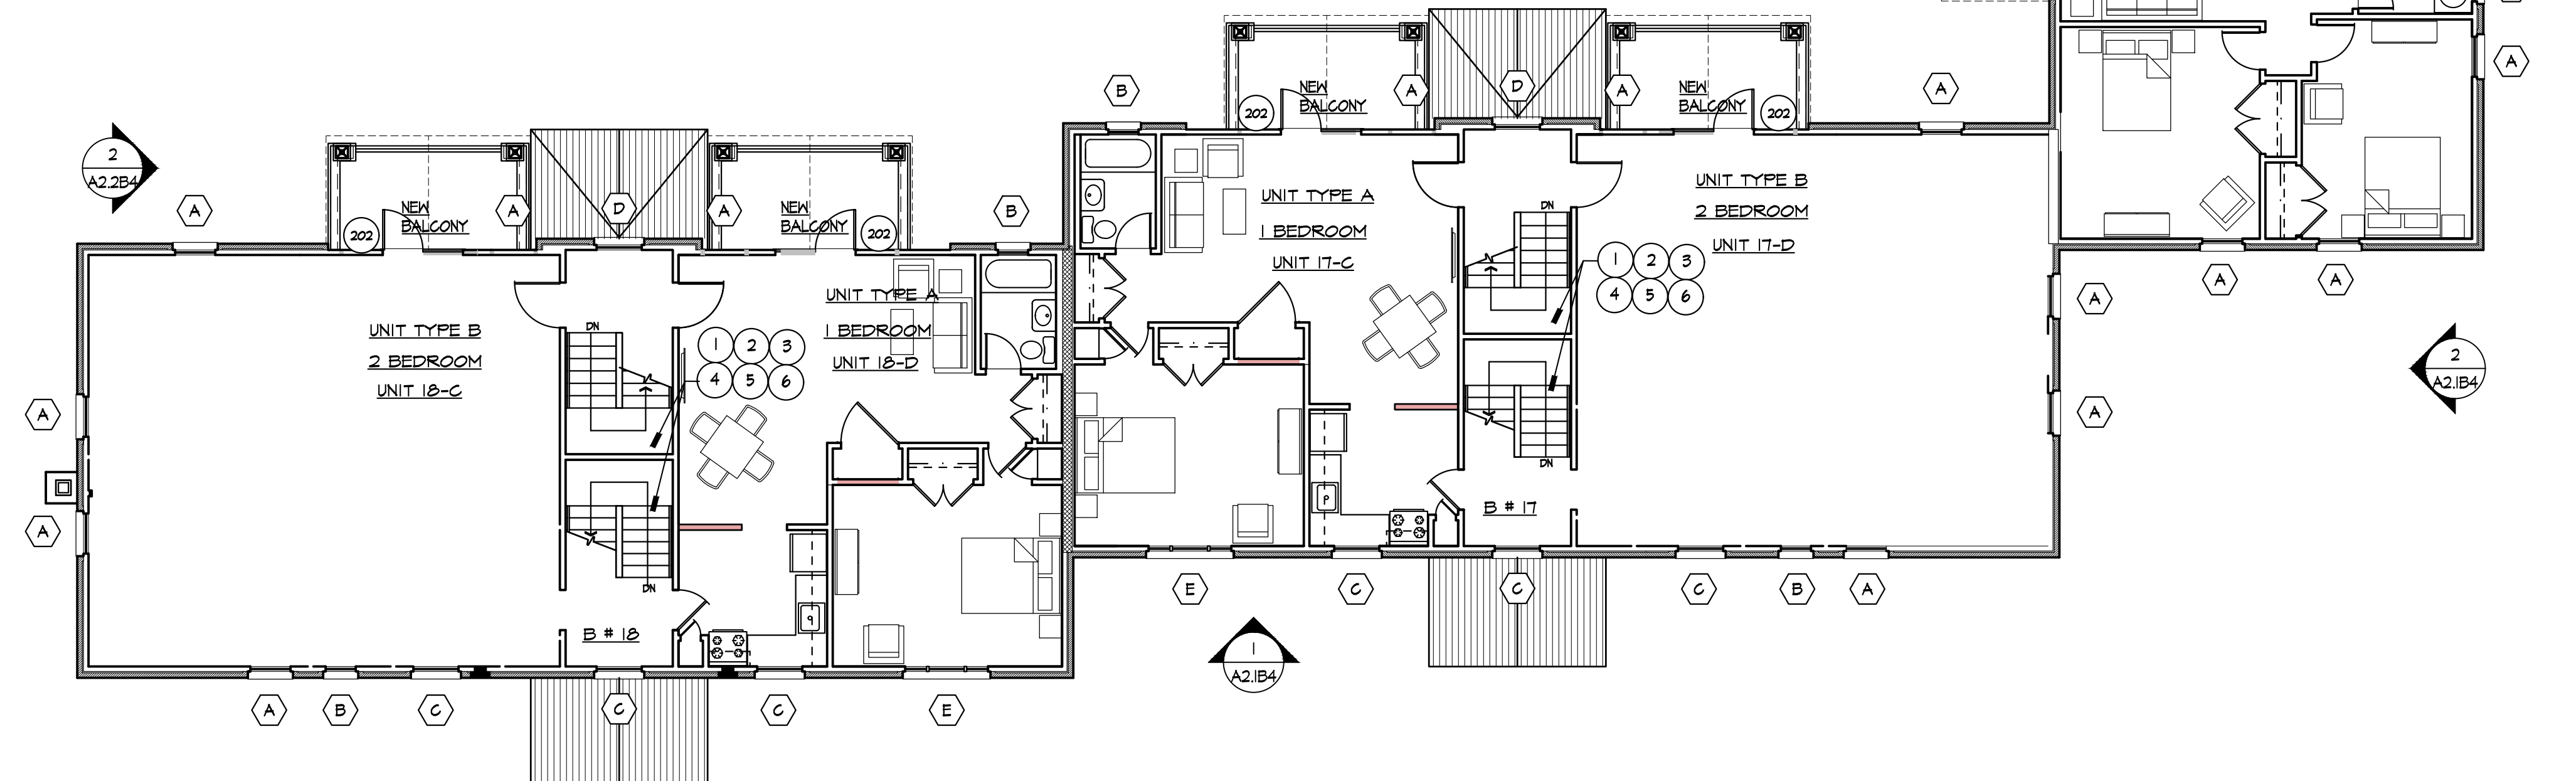 A
B
D
A
A
A
A
NEW
BALCONY
202
NEW
BALCONY
202
2
A2.2B4
A
A
D
A
B
NEW
BALCONY
202
NEW
BALCONY
202
UNIT TYPE A
1 BEDROOM
UNIT 17-C
DN
UNIT TYPE B
2 BEDROOM
UNIT 17-D
1 2 3
4 5 6
DN
B # 17
A
A
A
A
2
A2.1B4
UNIT TYPE B
2 BEDROOM
UNIT 18-C
DN
UNIT TYPE A
1 BEDROOM
UNIT 18-D
1 2 3
4 5 6
DN
B # 18
A
A
E
C
C
C
B
A
1
A2.1B4
A
B
C
C
C
E